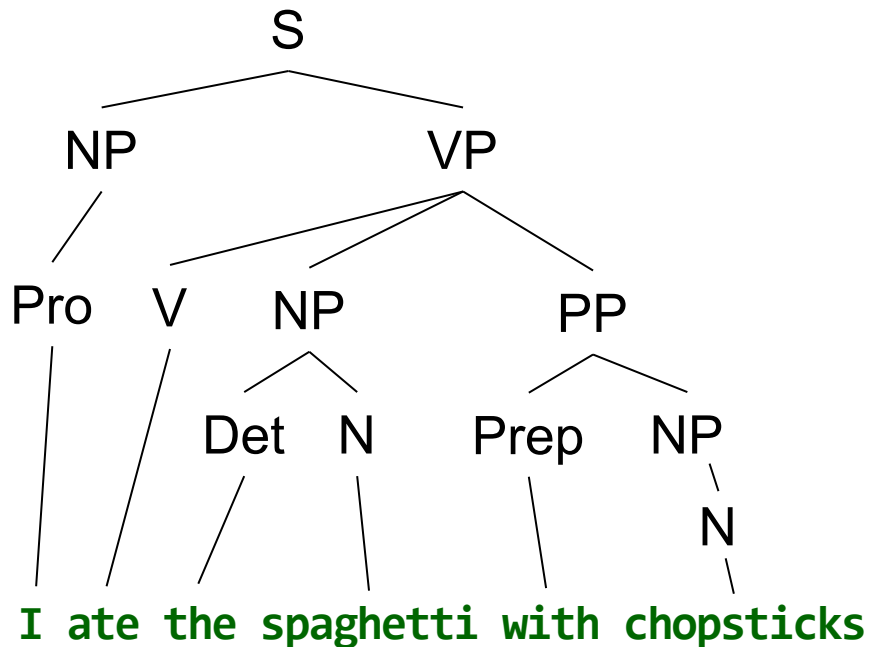 S
NP VP
Pro V NP PP
Det N Prep NP
N
I ate the spaghetti with chopsticks